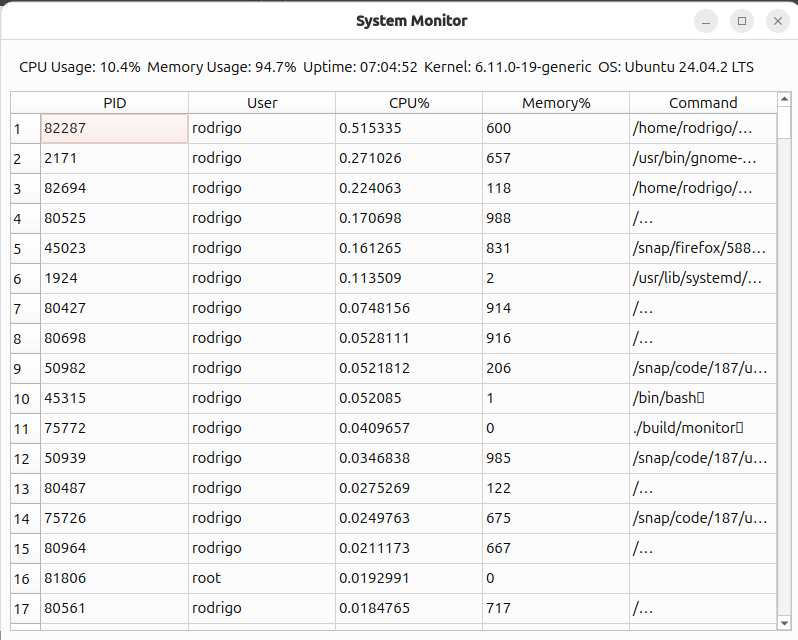 System Monitor
CPU Usage: 10.4% Memory Usage: 94.7% Uptime: 07:04:52 Kernel: 6.11.0-19-generic OS: Ubuntu 24.04.2 LTS
PID User CPU% Memory% Command
1 82287 rodrigo 0.515335 600 /home/rodrigo/…
2 2171 rodrigo 0.271026 657 /usr/bin/gnome-…
3 82694 rodrigo 0.224063 118 /home/rodrigo/…
4 80525 rodrigo 0.170698 988 /…
5 45023 rodrigo 0.161265 831 /snap/firefox/588…
6 1924 rodrigo 0.113509 2 /usr/lib/systemd/…
7 80427 rodrigo 0.0748156 914 /…
8 80698 rodrigo 0.0528111 916 /…
9 50982 rodrigo 0.0521812 206 /snap/code/187/u…
10 45315 rodrigo 0.052085 1 /bin/bash▯
11 75772 rodrigo 0.0409657 0 ./build/monitor▯
12 50939 rodrigo 0.0346838 985 /snap/code/187/u…
13 80487 rodrigo 0.0275269 122 /…
14 75726 rodrigo 0.0249763 675 /snap/code/187/u…
15 80964 rodrigo 0.0211173 667 /…
16 81806 root 0.0192991 0
17 80561 rodrigo 0.0184765 717 /…